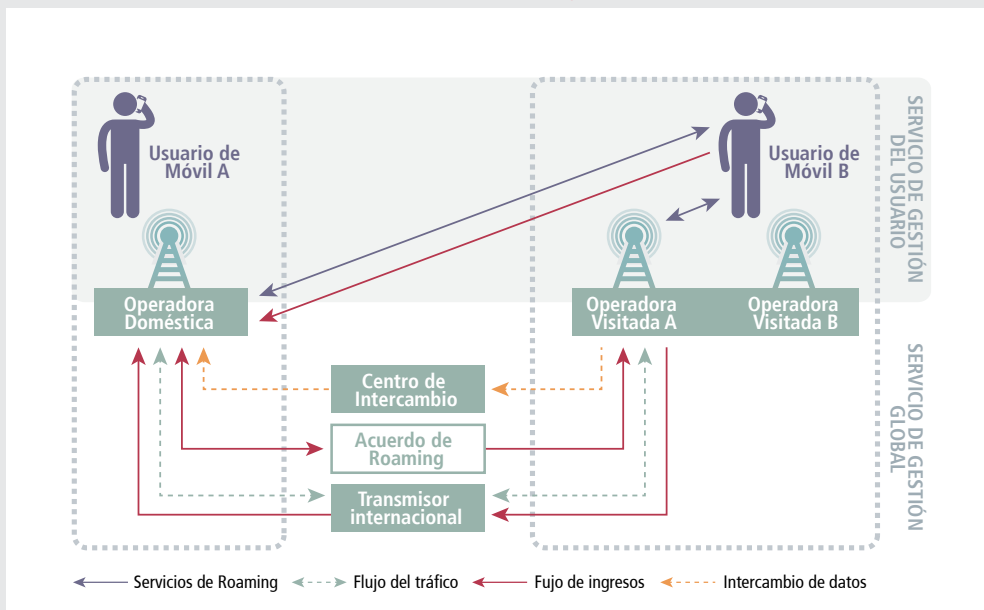 Usuario de
Móvil A
Usuario de
Móvil B
SERVICIO DE GESTIÓN
DEL USUARIO
Operadora
Doméstica
Operadora
Visitada A
Operadora
Visitada B
Centro de
Intercambio
Acuerdo de
Roaming
Transmisor
internacional
SERVICIO DE GESTIÓN
GLOBAL
Servicios de Roaming
Flujo del tráfico
Fujo de ingresos
Intercambio de datos